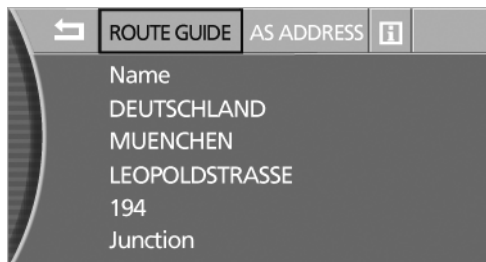 ROUTE GUIDE AS ADDRESS i
Name
DEUTSCHLAND
MUENCHEN
LEOPOLDSTRASSE
194
Junction